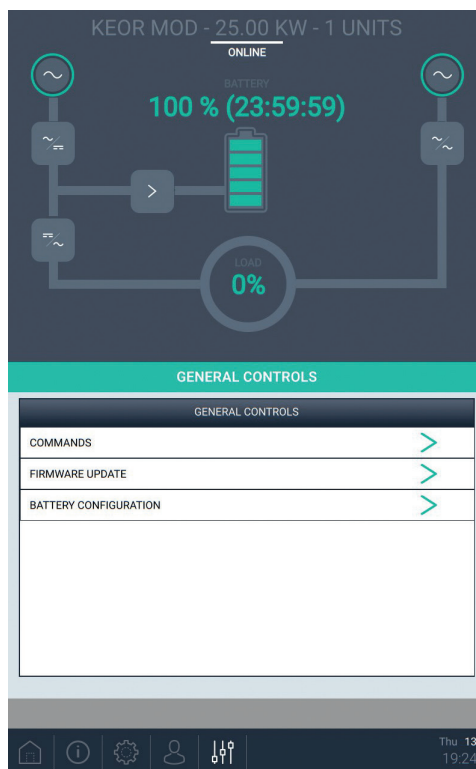 KEOR MOD - 25.00 KW - 1 UNITS
ONLINE
BATTERY
100 % (23:59:59)
LOAD
0%
GENERAL CONTROLS
GENERAL CONTROLS
COMMANDS
FIRMWARE UPDATE
BATTERY CONFIGURATION
Thu 13
19:24